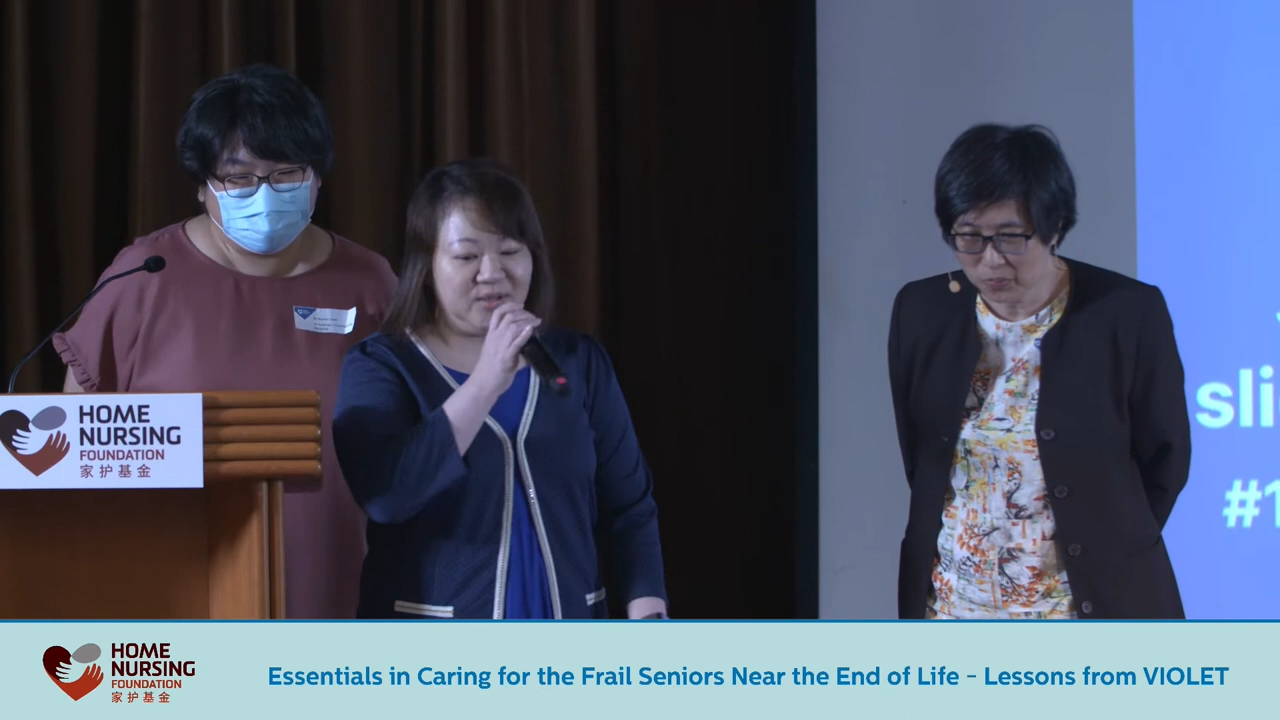 HOME
NURSING
FOUNDATION
家护基金
sli
#1
HOME
NURSING
FOUNDATION
家护基金
Essentials in Caring for the Frail Seniors Near the End of Life - Lessons from VIOLET